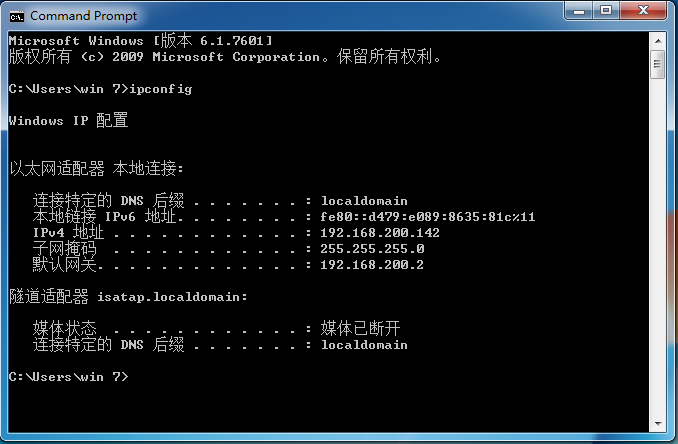 Command Prompt
Microsoft Windows [版本 6.1.7601]
版权所有 (c) 2009 Microsoft Corporation。保留所有权利。
C:\Users\win 7>ipconfig
Windows IP 配置
以太网适配器 本地连接:
连接特定的 DNS 后缀 . . . . . . . : localdomain
本地链接 IPv6 地址. . . . . . . . : fe80::d479:e089:8635:81c%11
IPv4 地址 . . . . . . . . . . . . : 192.168.200.142
子网掩码 . . . . . . . . . . . . : 255.255.255.0
默认网关. . . . . . . . . . . . . : 192.168.200.2
隧道适配器 isatap.localdomain:
媒体状态 . . . . . . . . . . . . : 媒体已断开
连接特定的 DNS 后缀 . . . . . . . : localdomain
C:\Users\win 7>